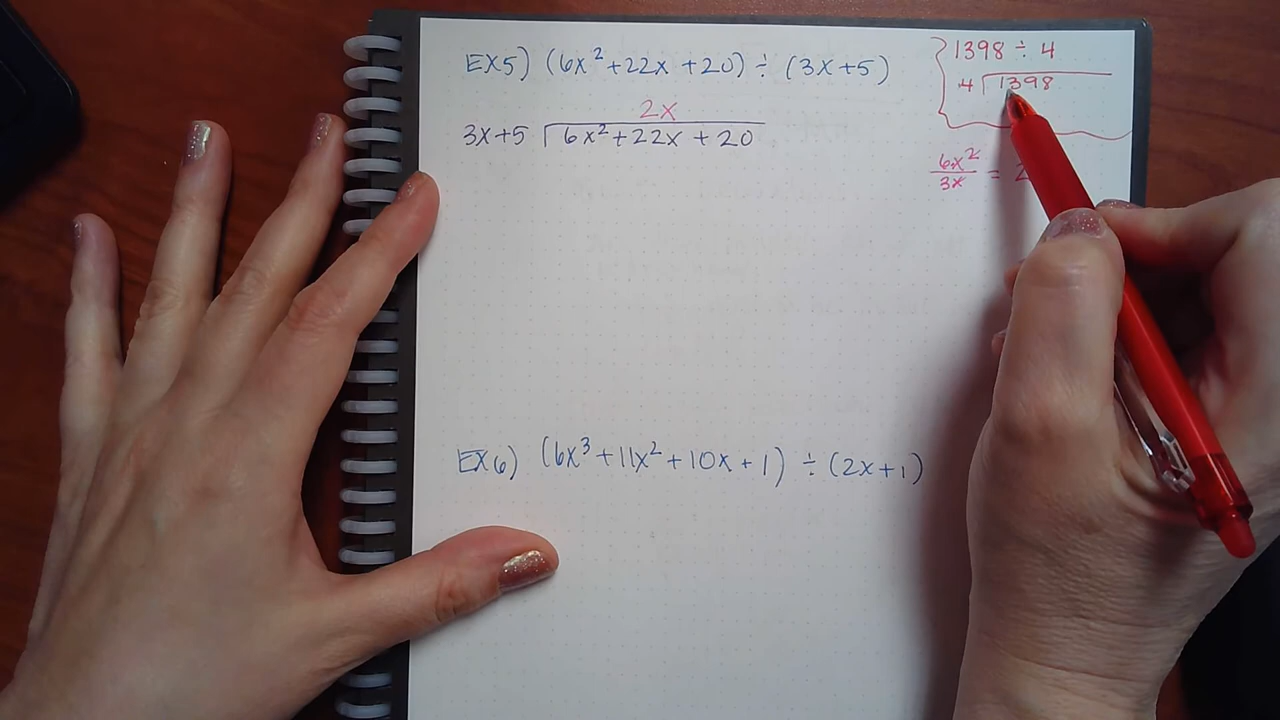 EX5) (6x²+22x+20) ÷ (3x+5)
2x
3x+5 6x²+22x+20
1398 ÷ 4
4 1398
6x²
3x
= 2
EX6) (6x³+11x²+10x+1) ÷ (2x+1)